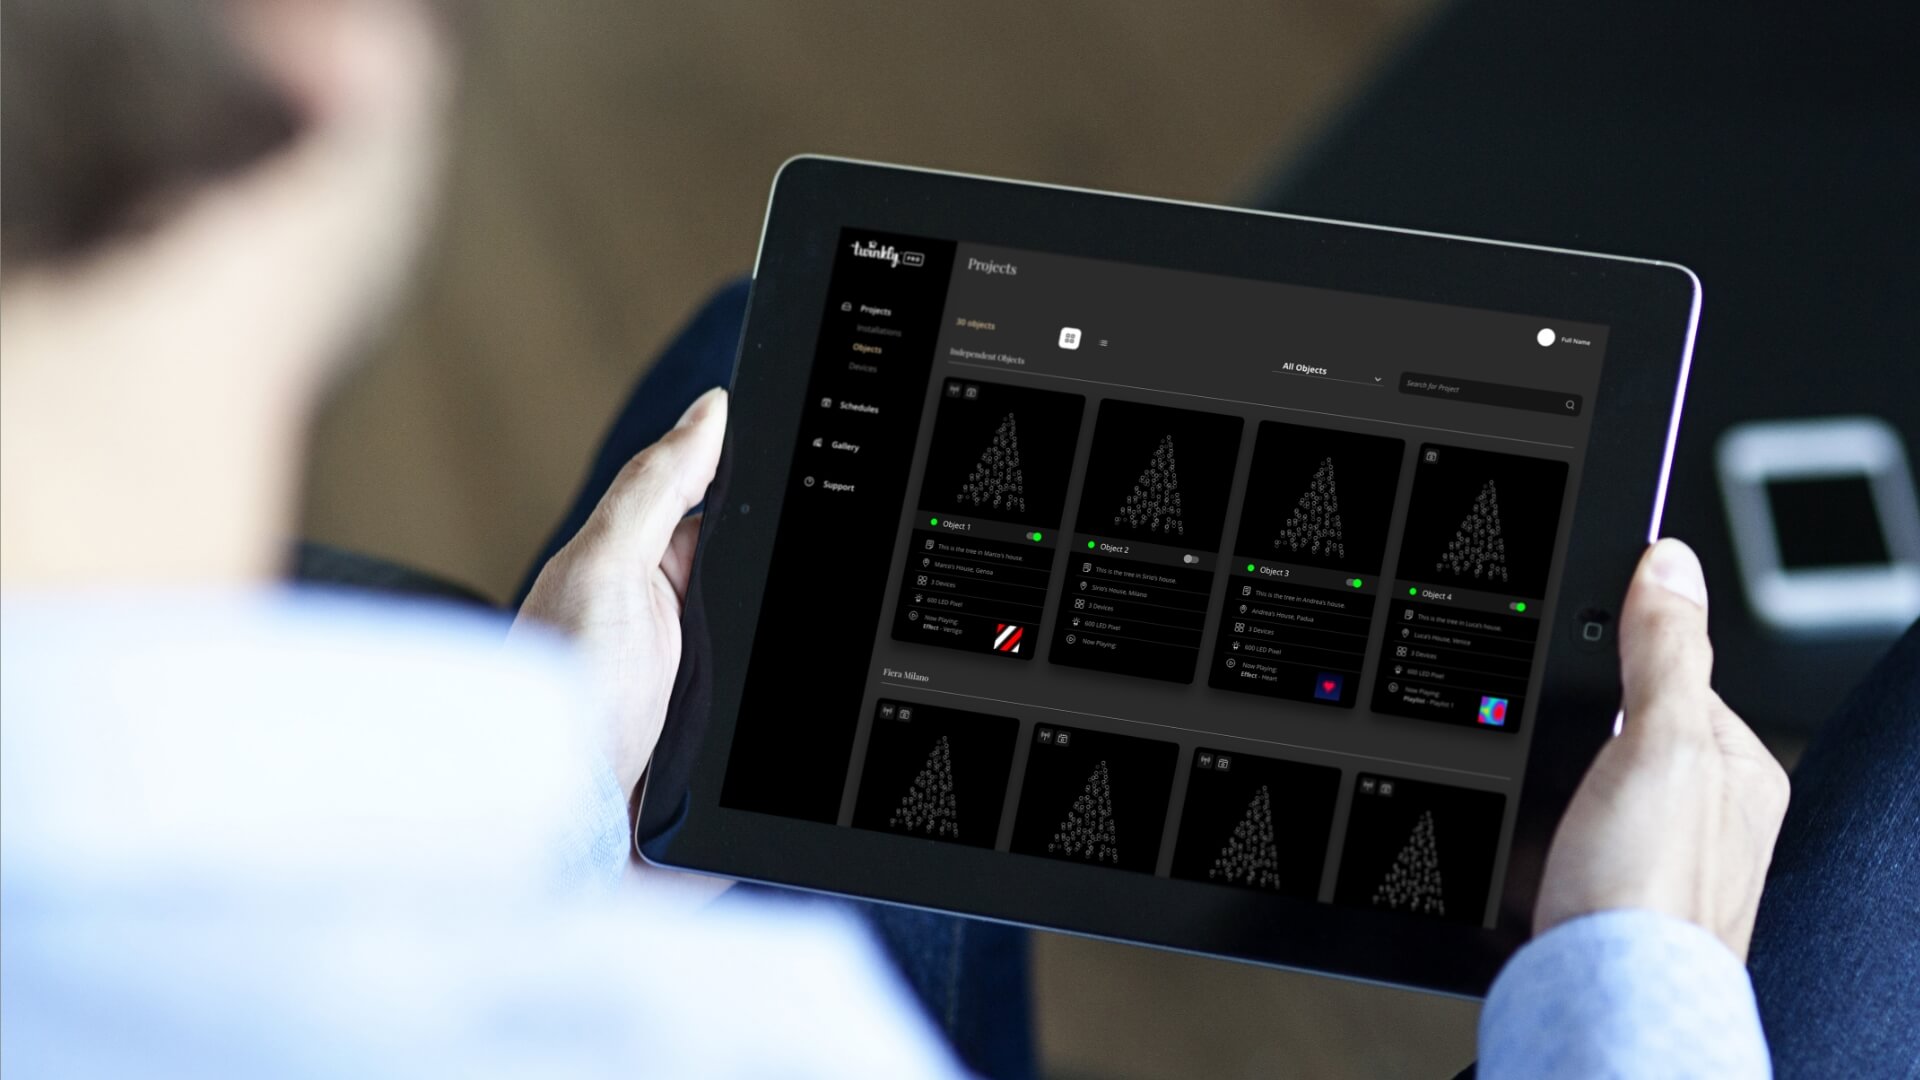 twinkly PRO
Projects
Installations
Objects
Devices
Schedules
Gallery
Support
Projects
Full Name
30 objects
All Objects
Search for Project
Independent Objects
Object 1
This is the tree in Marco's house.
Marco's House, Genoa
3 Devices
600 LED Pixel
Now Playing:
Effect - Vertigo
Object 2
This is the tree in Sirio's house.
Sirio's House, Milano
3 Devices
600 LED Pixel
Now Playing:
Object 3
This is the tree in Andrea's house.
Andrea's House, Padua
3 Devices
600 LED Pixel
Now Playing:
Effect - Heart
Object 4
This is the tree in Luca's house.
Luca's House, Venice
3 Devices
600 LED Pixel
Now Playing:
Playlist - Playlist 1
Fiera Milano